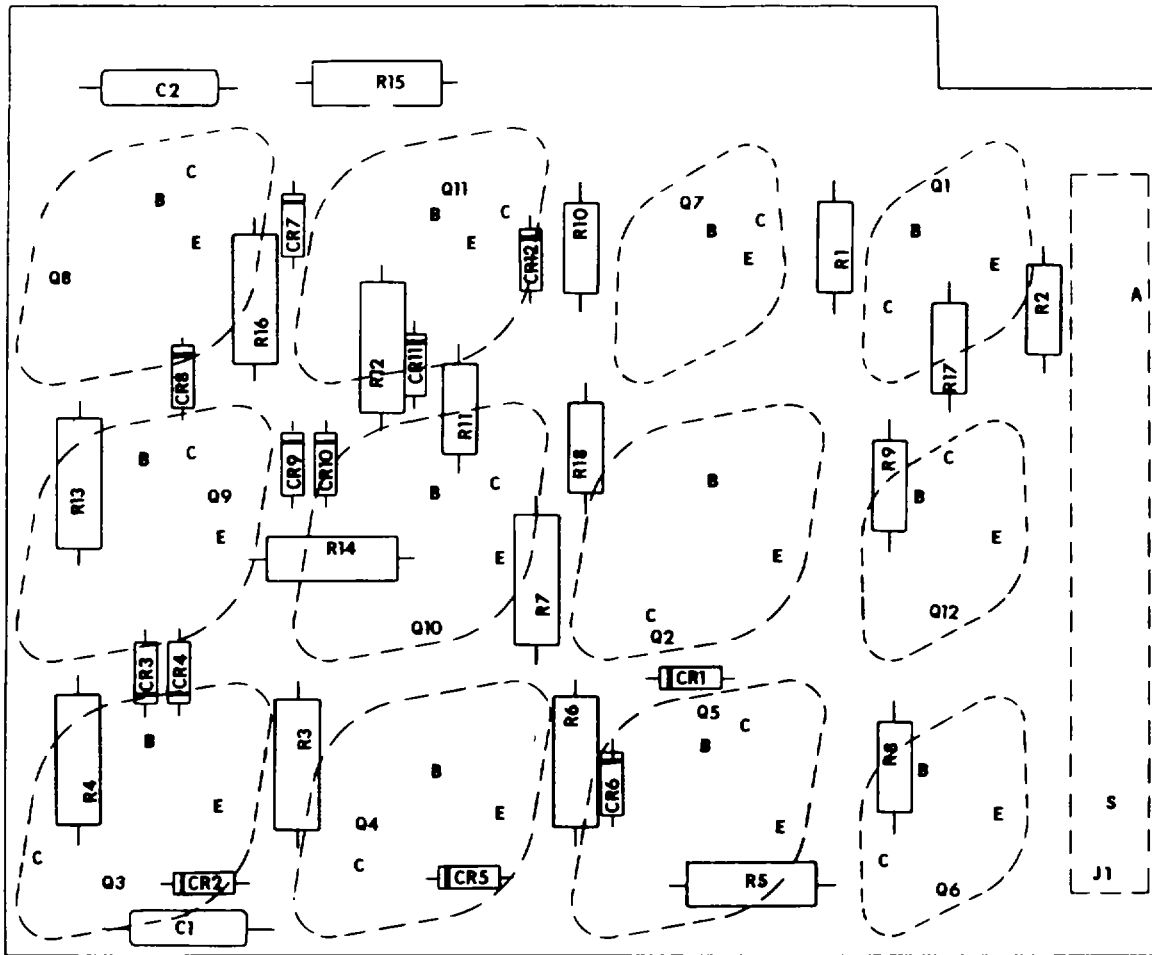 C2
R15
Q8
C
B
E
CR7
R16
Q11
B
C
E
CR12
R10
Q7
B
C
E
R1
Q1
B
E
C
R17
R2
A
CR8
R12
CR11
R11
R13
B
C
Q9
E
CR9
CR10
R14
B
C
E
Q10
R7
R18
B
E
C
Q2
R9
C
B
E
Q12
CR3
CR4
R4
B
E
C
Q3
CR2
C1
R3
B
E
Q4
C
CR5
R6
CR6
CR1
Q5
C
B
E
R5
R8
B
E
C
Q6
S
J1